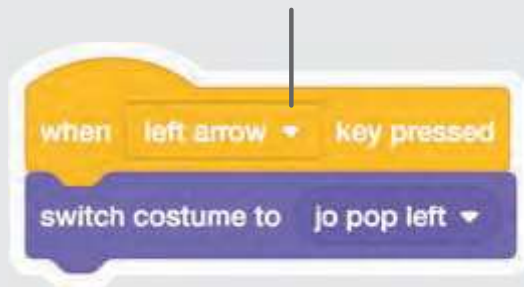 when left arrow key pressed
switch costume to jo pop left